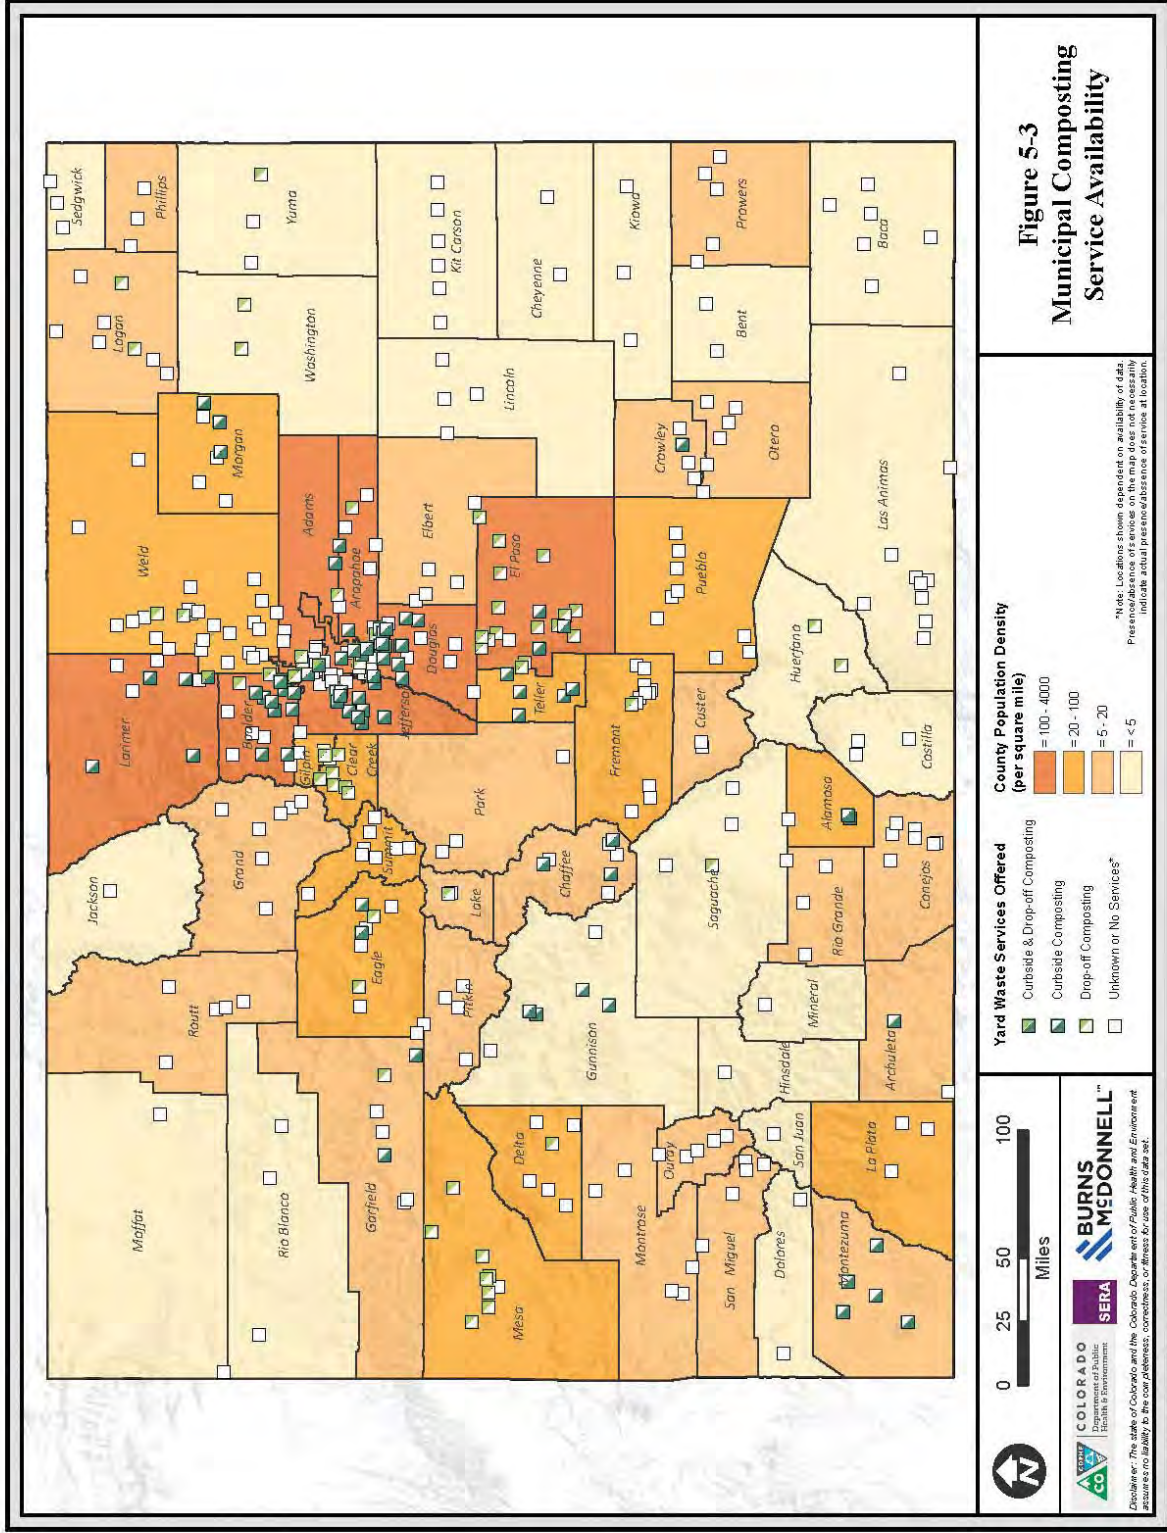 Sedgwick
Phillips
Logan
Yuma
Washington
Morgan
Weld
Larimer
Jackson
Moffat
Routt
Grand
Boulder
Gilpin
Clear
Creek
Adams
Arapahoe
Jefferson
Douglas
Elbert
Lincoln
Kit Carson
Cheyenne
Kiowa
Rio Blanco
Garfield
Eagle
Summit
Park
Lake
Pitkin
Mesa
Delta
Gunnison
Chaffee
Teller
El Paso
Fremont
Pueblo
Crowley
Otero
Bent
Prowers
Baca
Las Animas
Huerfana
Custer
Costilla
Alamosa
Saguache
Rio Grande
Conejos
Mineral
Hinsdale
Archuleta
Montrose
Ouray
San
Miguel
San Juan
Dolores
Montezuma
La Plata
N
0 25 50 100
Miles
CDPHE
CO
COLORADO
Department of Public
Health & Environment
SERA
BURNS
MCDONNELL™
Disclaimer: The state of Colorado and the Colorado Department of Public Health and Environment
assumes no liability to the completeness, correctness, or fitness for use of this data set.
Yard Waste Services Offered
Curbside & Drop-off Composting
Curbside Composting
Drop-off Composting
Unknown or No Services*
County Population Density
(per square mile)
= 100 - 4000
= 20 - 100
= 5 - 20
= < 5
*Note: Locations shown dependent on availability of data.
Presence/absence of services on the map does not necessarily
indicate actual presence/abssence of service at location.
Figure 5-3
Municipal Composting
Service Availability